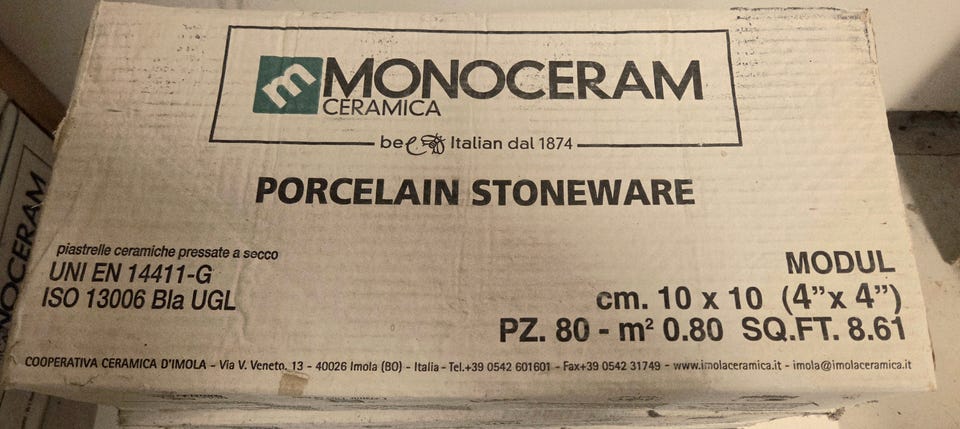 m MONOCERAM
CERAMICA
be Italian dal 1874
PORCELAIN STONEWARE
piastrelle ceramiche pressate a secco
UNI EN 14411-G
ISO 13006 Bla UGL
MODUL
cm. 10 x 10 (4” x 4”)
PZ. 80 - m² 0.80 SQ.FT. 8.61
COOPERATIVA CERAMICA D'IMOLA - Via V. Veneto, 13 - 40026 Imola (BO) - Italia - Tel.+39 0542 601601 - Fax+39 0542 31749 - www.imolaceramica.it - imola@imolaceramica.it
NOCERAM